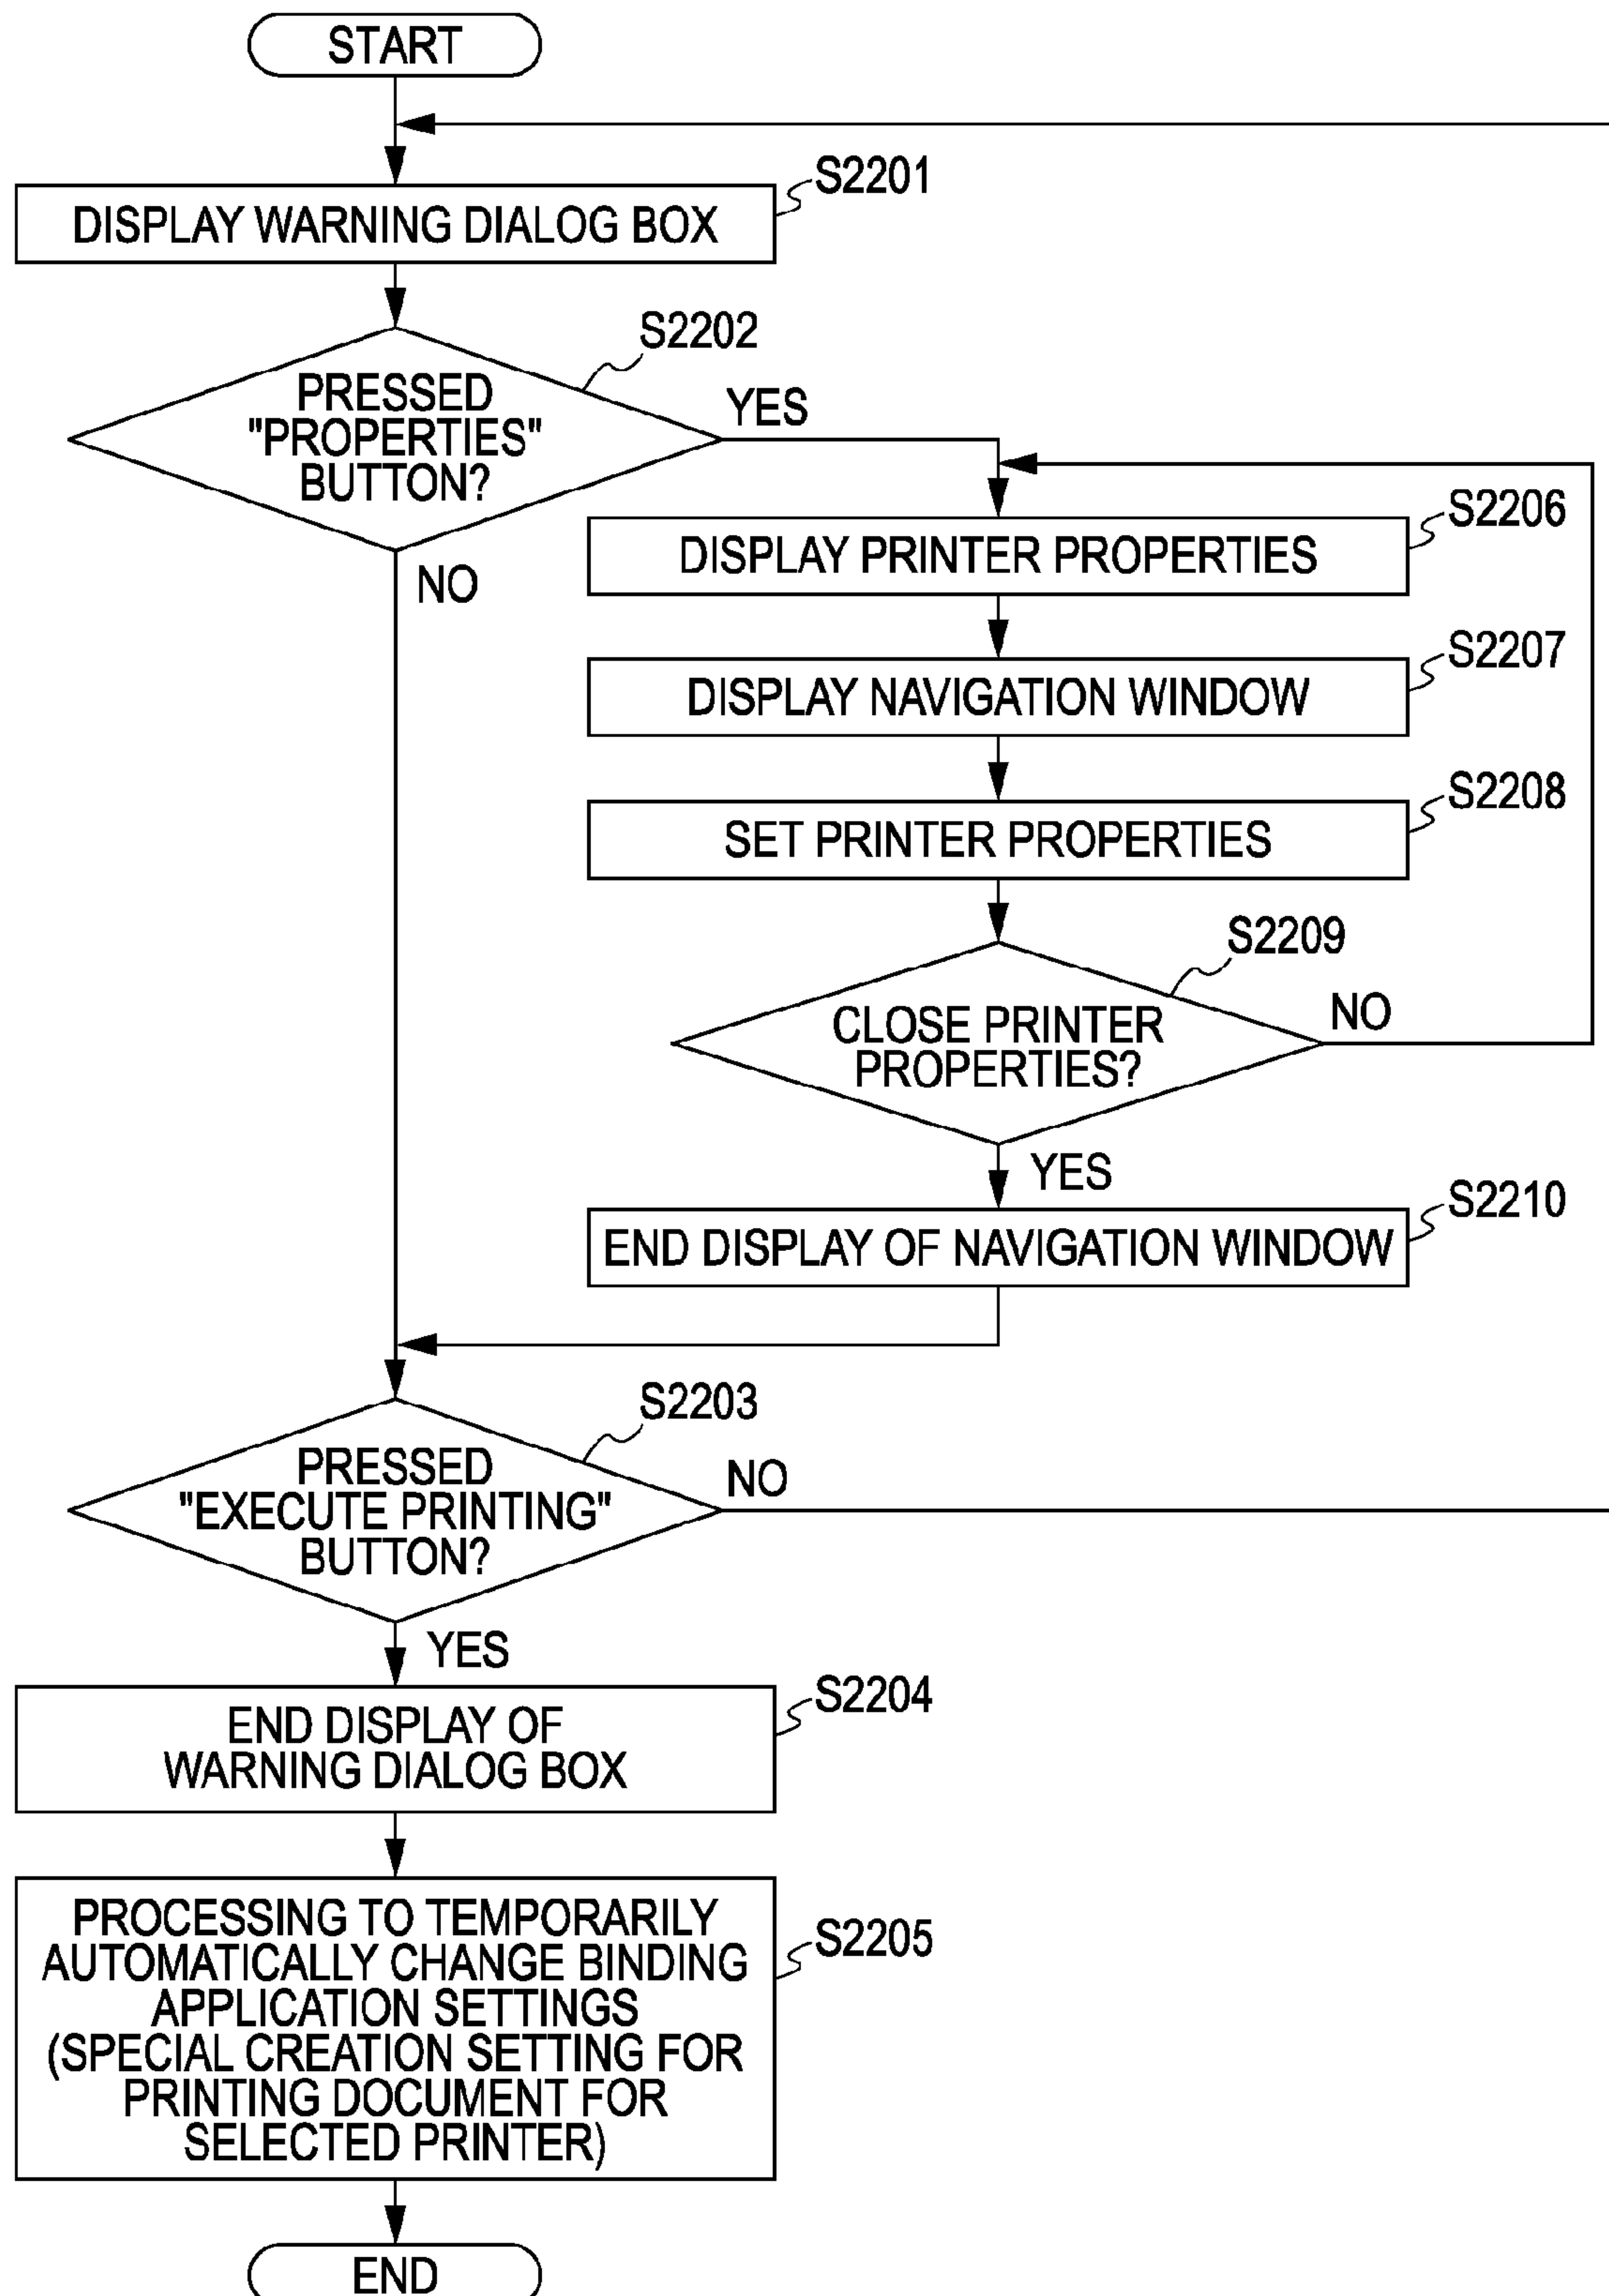 START
S2201
DISPLAY WARNING DIALOG BOX
S2202
PRESSED
"PROPERTIES"
BUTTON?
YES
NO
S2206
DISPLAY PRINTER PROPERTIES
S2207
DISPLAY NAVIGATION WINDOW
S2208
SET PRINTER PROPERTIES
S2209
CLOSE PRINTER
PROPERTIES?
NO
YES
S2210
END DISPLAY OF NAVIGATION WINDOW
S2203
PRESSED
"EXECUTE PRINTING"
BUTTON?
NO
YES
S2204
END DISPLAY OF
WARNING DIALOG BOX
S2205
PROCESSING TO TEMPORARILY
AUTOMATICALLY CHANGE BINDING
APPLICATION SETTINGS
(SPECIAL CREATION SETTING FOR
PRINTING DOCUMENT FOR
SELECTED PRINTER)
END